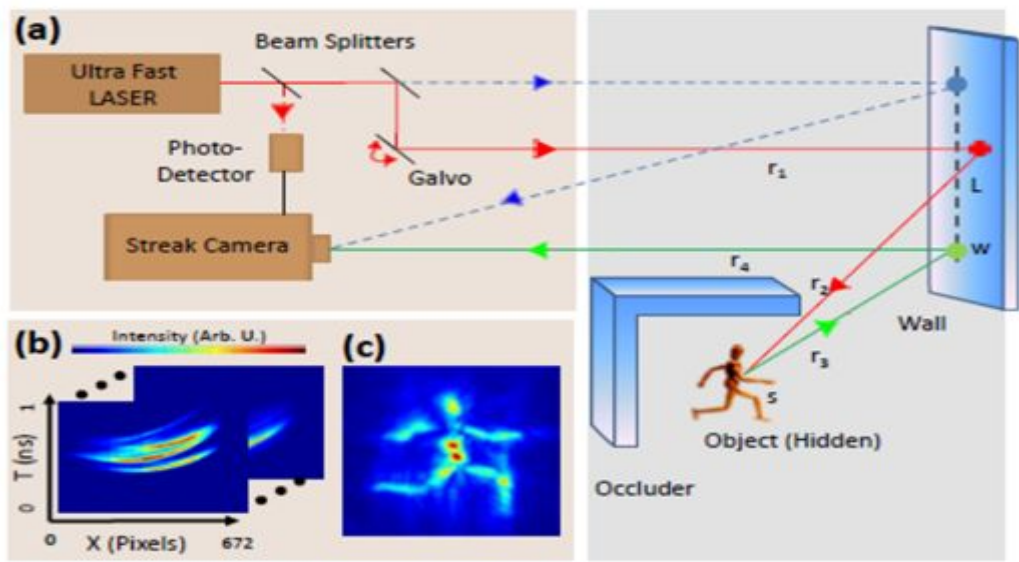 (a)
Beam Splitters
Ultra Fast
LASER
Photo-
Detector
Galvo
Streak Camera
r₁
L
w
r₄
r₂
r₃
Wall
s
Object (Hidden)
Occluder
(b)
Intensity (Arb. U.)
T (ns)
1
0
0
X (Pixels)
672
(c)